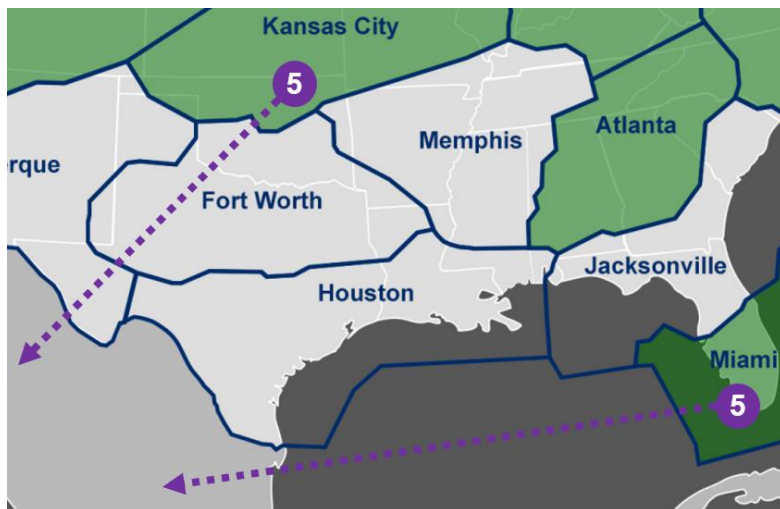 Kansas City
5
Memphis
Atlanta
erque
Fort Worth
Houston
Jacksonville
Miami
5